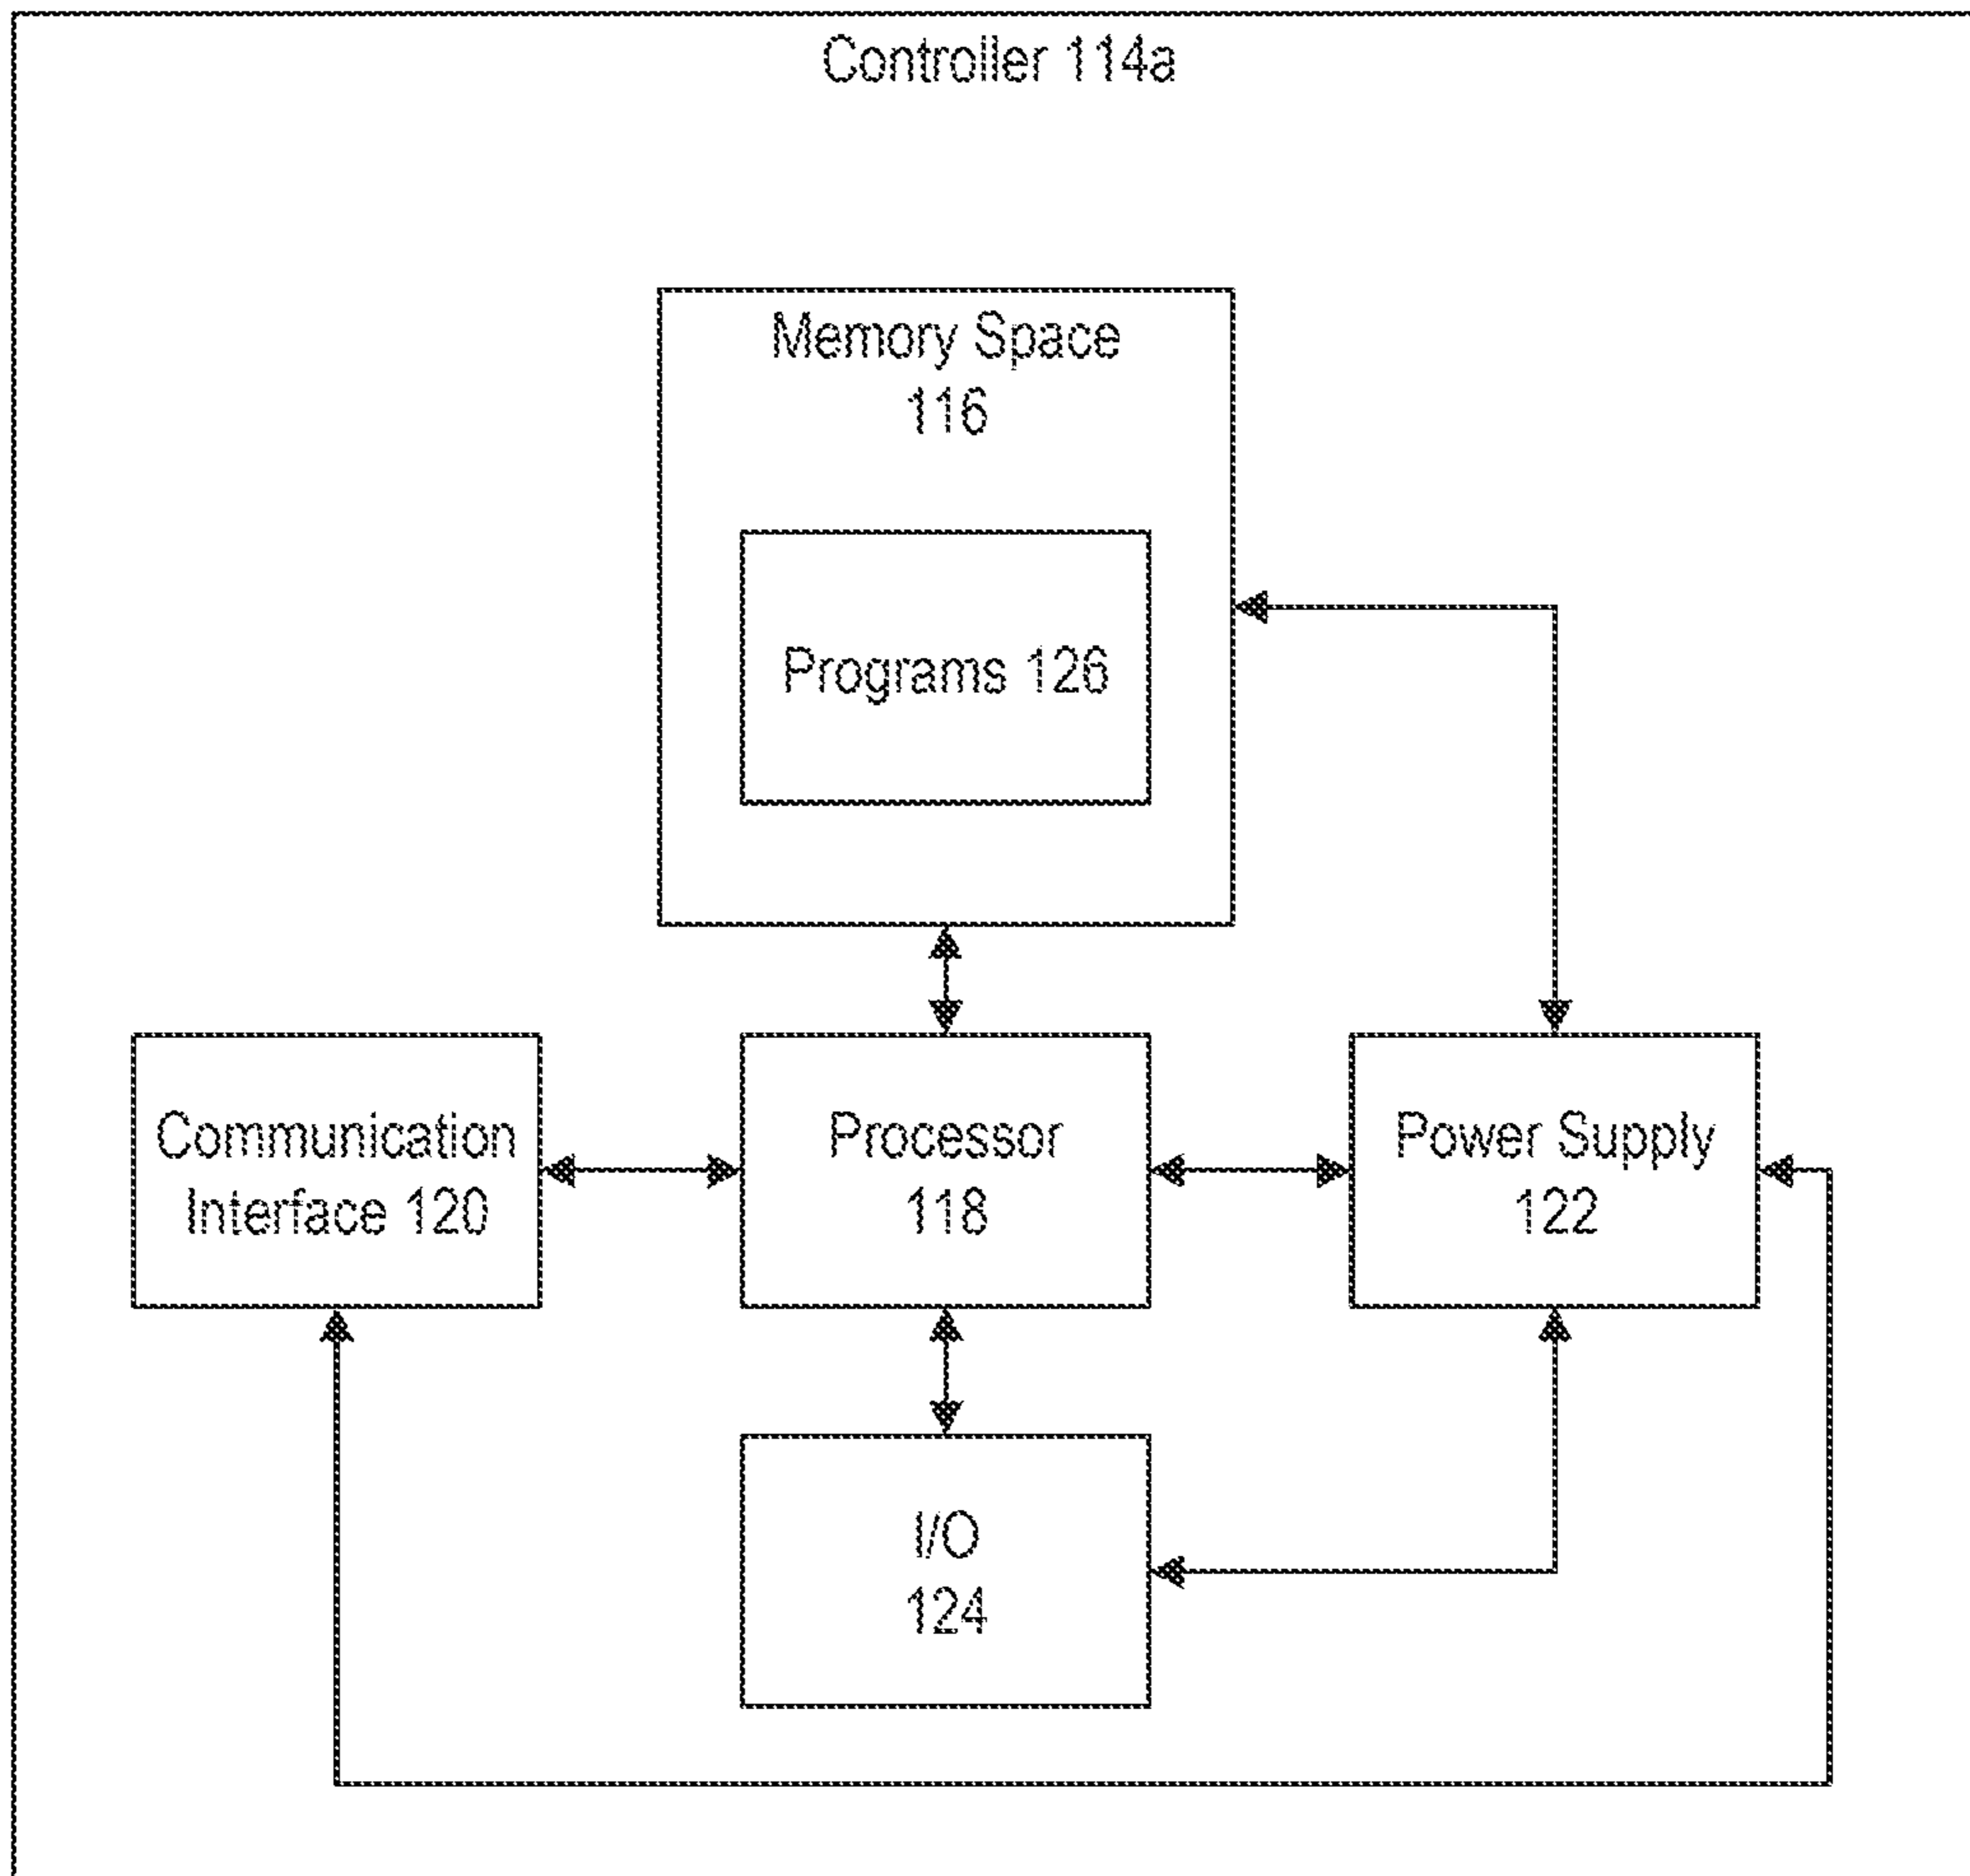 Controller 114a
Memory Space
116
Programs 126
Communication
Interface 120
Processor
118
Power Supply
122
I/O
124